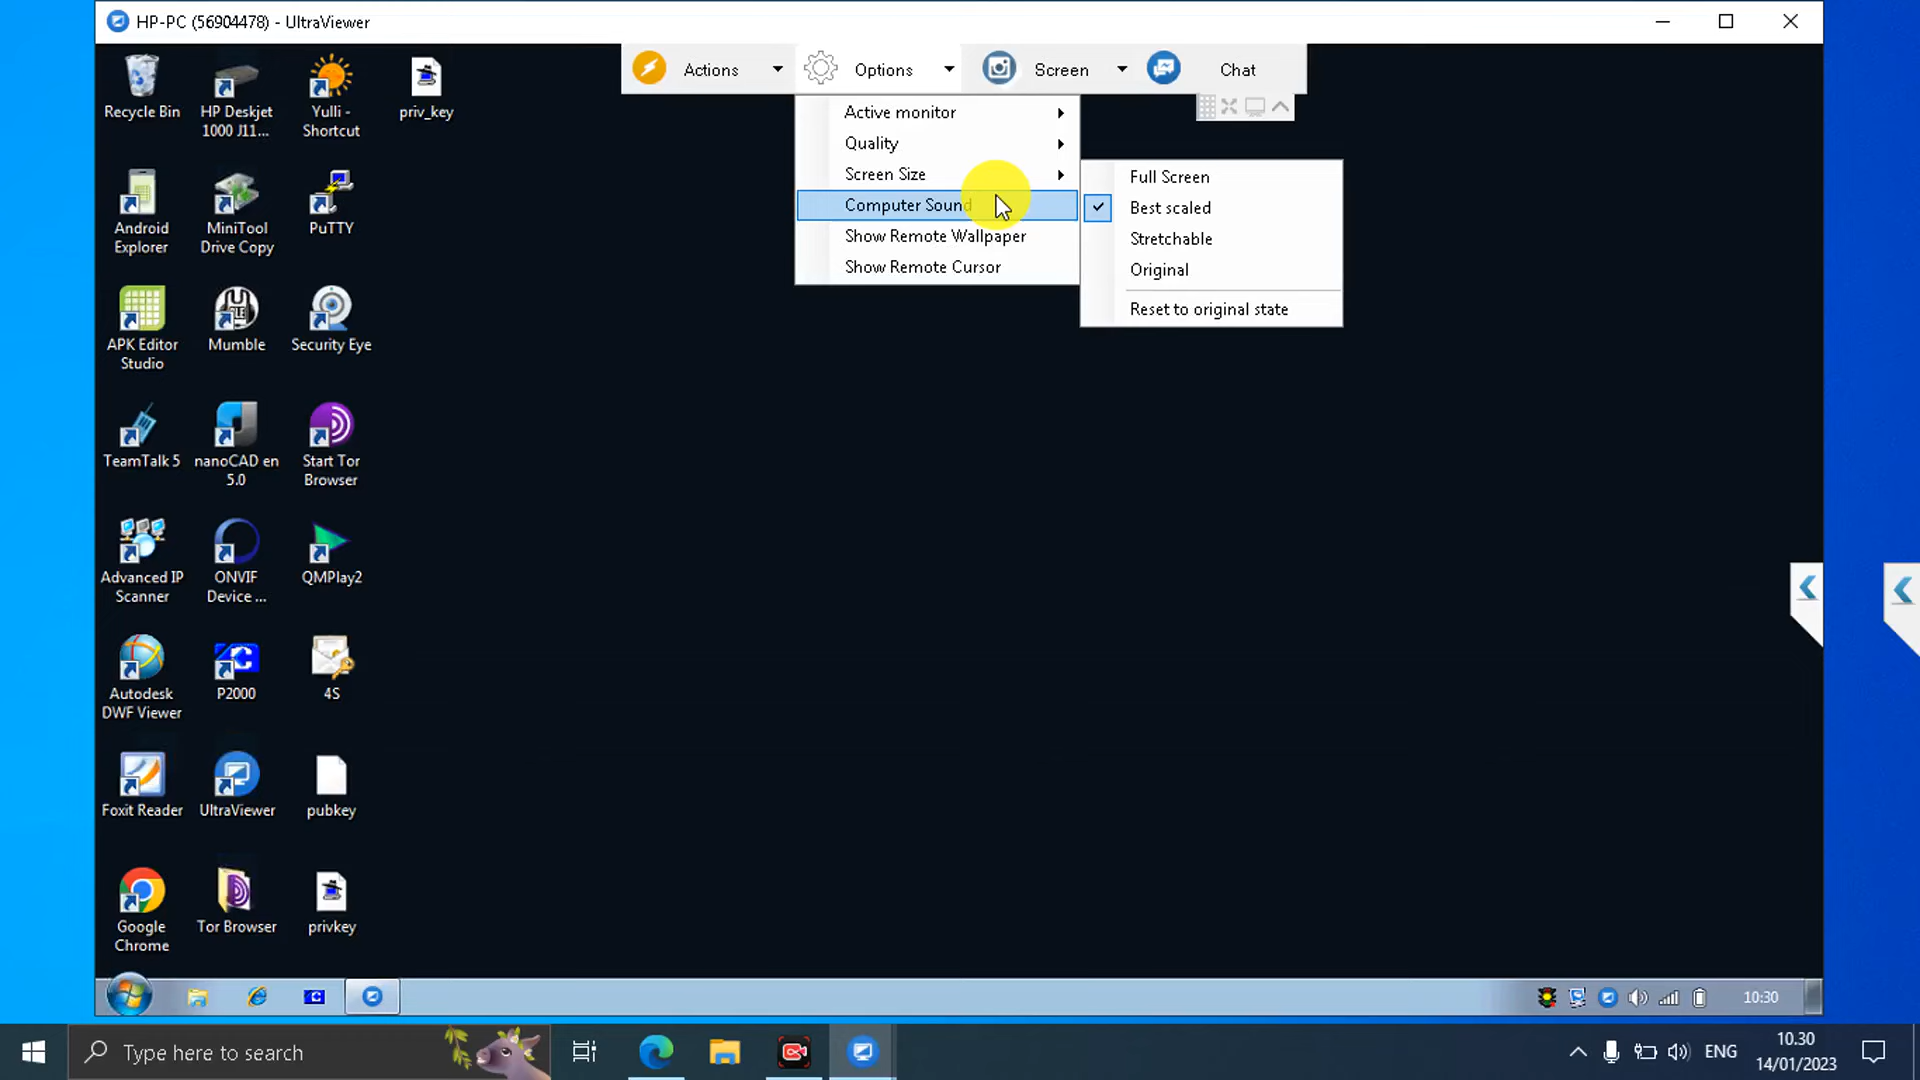 HP-PC (56904478) - UltraViewer
Actions
Options
Screen
Chat
Active monitor
Quality
Screen Size
Computer Sound
Show Remote Wallpaper
Show Remote Cursor
Full Screen
Best scaled
Stretchable
Original
Reset to original state
Recycle Bin
HP Deskjet
1000 J11...
Yulli -
Shortcut
priv_key
Android
Explorer
MiniTool
Drive Copy
PuTTY
APK Editor
Studio
Mumble
Security Eye
TeamTalk 5
nanoCAD en
5.0
Start Tor
Browser
Advanced IP
Scanner
ONVIF
Device ...
QMPlay2
Autodesk
DWF Viewer
P2000
4S
Foxit Reader
UltraViewer
pubkey
Google
Chrome
Tor Browser
privkey
10:30
Type here to search
ENG
10.30
14/01/2023